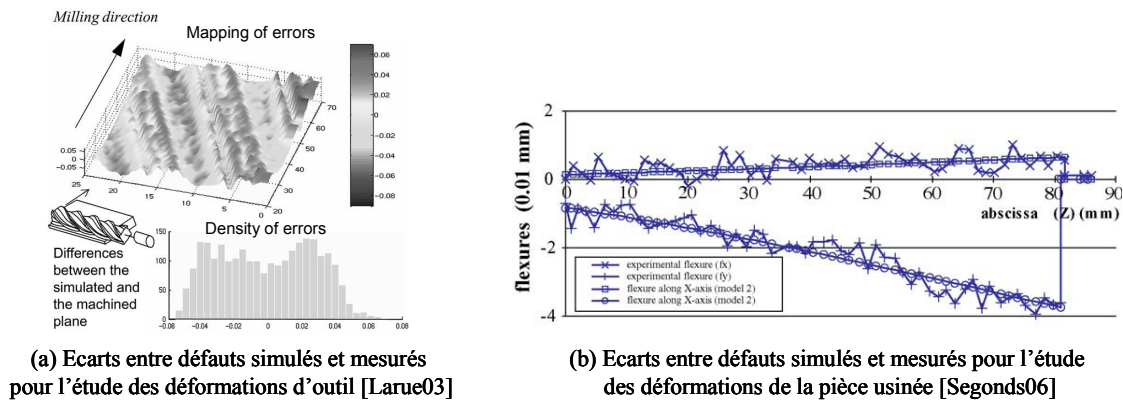 Milling direction
Mapping of errors
0.06
0.04
0.02
0
−0.02
−0.04
−0.06
−0.08
70
60
50
40
30
20
0.05
0
−0.05
25
20
15
10
5
0
15
10
5
Differences
between the
simulated and
the machined
plane
Density of errors
150
100
50
0
−0.06
−0.04
−0.02
0
0.02
0.04
0.06
0.08
(a) Ecarts entre défauts simulés et mesurés
pour l’étude des déformations d’outil [Larue03]
flexures (0.01 mm)
2
0
-2
-4
0 10 20 30 40 50 60 70 80 90
abscissa (Z) (mm)
experimental flexure (fx)
experimental flexure (fy)
flexure along X-axis (model 2)
flexure along X-axis (model 2)
(b) Ecarts entre défauts simulés et mesurés pour l’étude
des déformations de la pièce usinée [Segonds06]